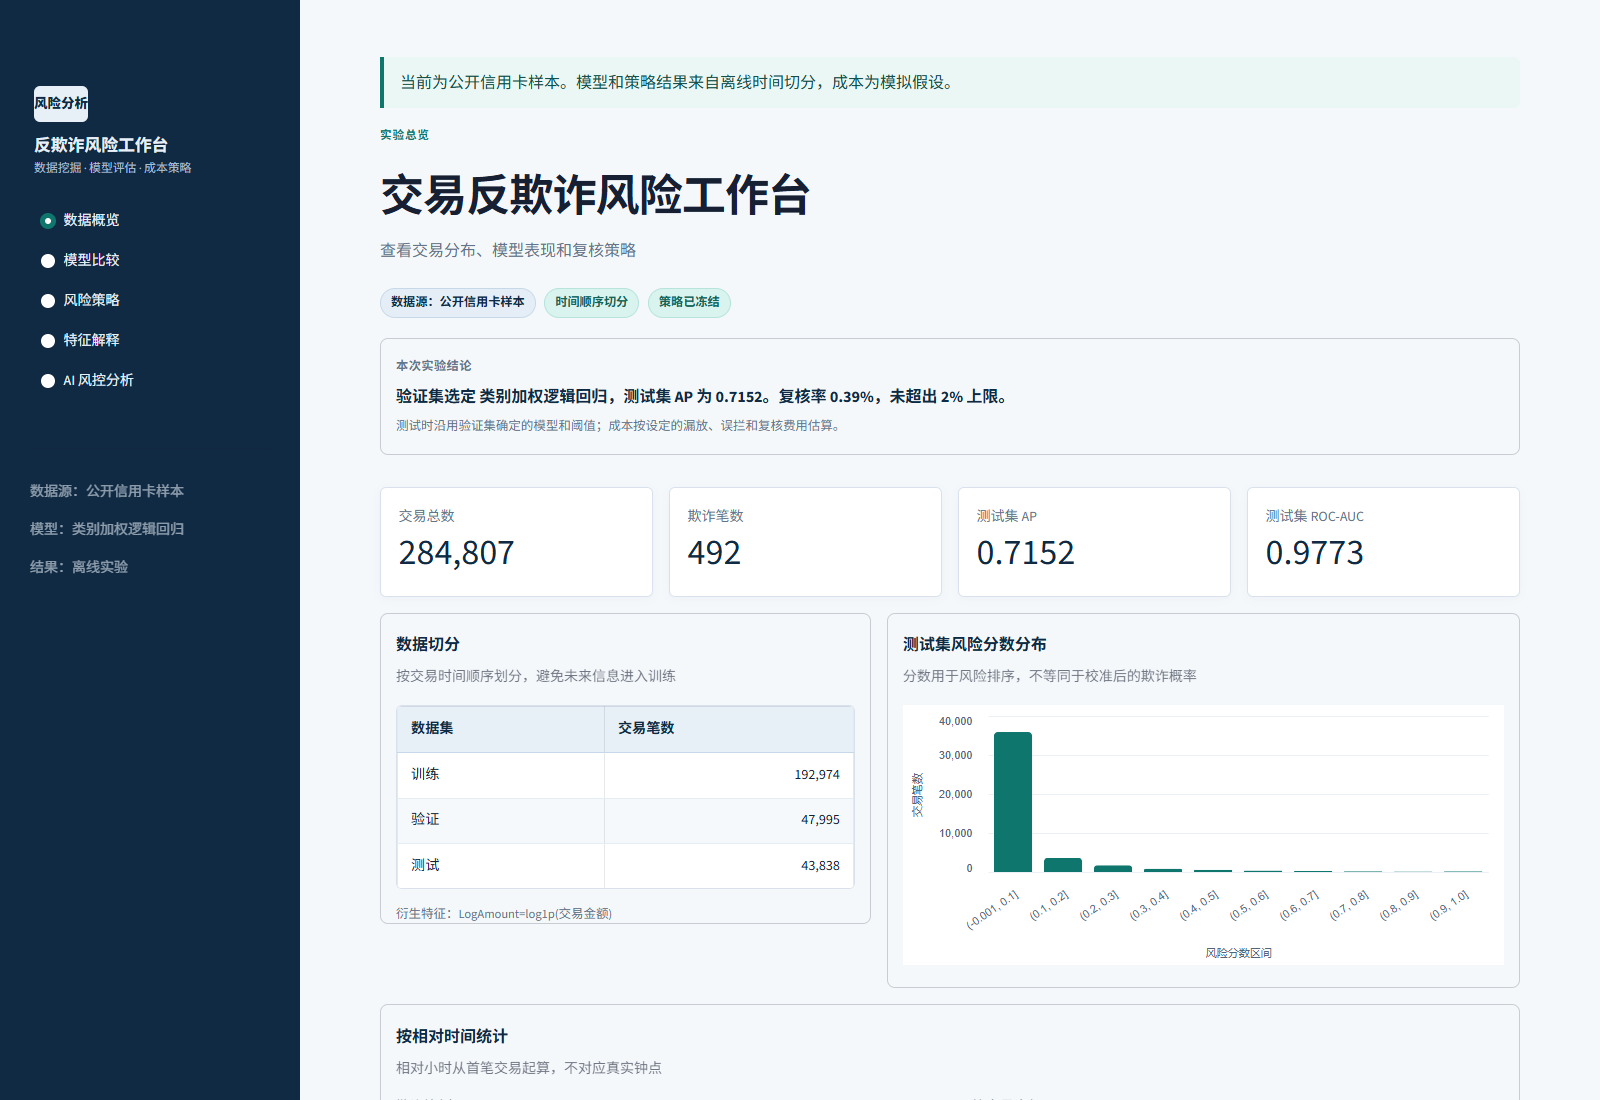 风险分析
反欺诈风险工作台
数据挖掘 · 模型评估 · 成本策略
数据概览
模型比较
风险策略
特征解释
AI 风控分析
数据源：公开信用卡样本
模型：类别加权逻辑回归
结果：离线实验
当前为公开信用卡样本。模型和策略结果来自离线时间切分，成本为模拟假设。
实验总览
交易反欺诈风险工作台
查看交易分布、模型表现和复核策略
数据源：公开信用卡样本
时间顺序切分
策略已冻结
本次实验结论
验证集选定 类别加权逻辑回归，测试集 AP 为 0.7152。复核率 0.39%，未超出 2% 上限。
测试时沿用验证集确定的模型和阈值；成本按设定的漏放、误拦和复核费用估算。
交易总数
284,807
欺诈笔数
492
测试集 AP
0.7152
测试集 ROC-AUC
0.9773
数据切分
按交易时间顺序划分，避免未来信息进入训练
数据集 交易笔数
训练 192,974
验证 47,995
测试 43,838
衍生特征：LogAmount=log1p(交易金额)
测试集风险分数分布
分数用于风险排序，不等同于校准后的欺诈概率
交易笔数
40,000
30,000
20,000
10,000
0
(-0.001, 0.1] (0.1, 0.2] (0.2, 0.3] (0.3, 0.4] (0.4, 0.5] (0.5, 0.6] (0.6, 0.7] (0.7, 0.8] (0.8, 0.9] (0.9, 1.0]
风险分数区间
按相对时间统计
相对小时从首笔交易起算，不对应真实钟点